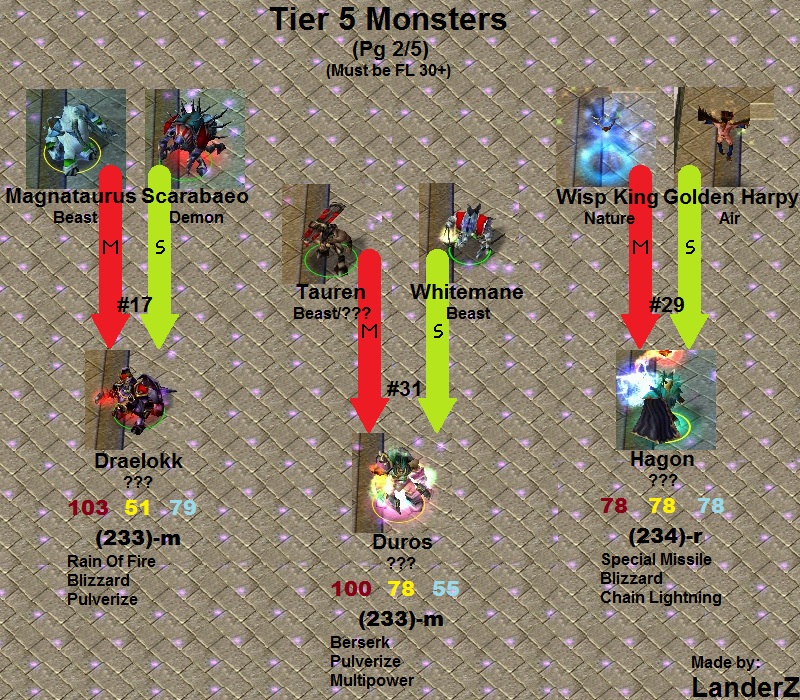 Tier 5 Monsters
(Pg 2/5)
(Must be FL 30+)
Magnataurus Scarabaeo
Beast Demon
M S
#17
Draelokk
???
103 51 79
(233)-m
Rain Of Fire
Blizzard
Pulverize
Tauren Whitemane
Beast/??? Beast
M S
#31
Duros
???
100 78 55
(233)-m
Berserk
Pulverize
Multipower
Wisp King Golden Harpy
Nature Air
M S
#29
Hagon
???
78 78 78
(234)-r
Special Missile
Blizzard
Chain Lightning
Made by:
LanderZ